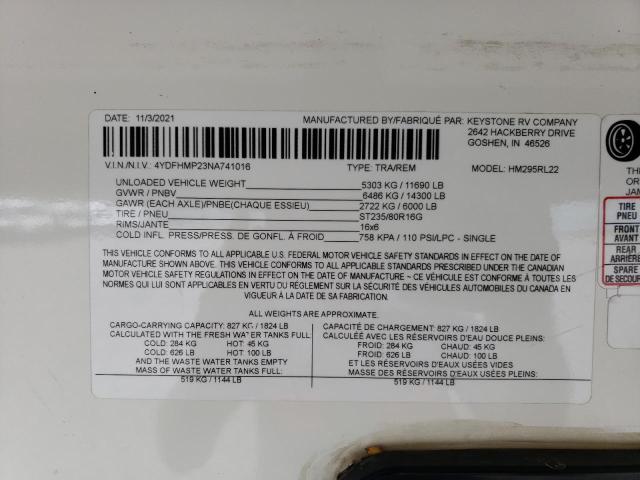 DATE: 11/3/2021 MANUFACTURED BY/FABRIQUÉ PAR: KEYSTONE RV COMPANY
2642 HACKBERRY DRIVE
GOSHEN, IN 46526
V.I.N./N.I.V.: 4YDFHMP23NA741016 TYPE: TRA/REM MODEL: HM295RL22
UNLOADED VEHICLE WEIGHT 5303 KG / 11690 LB
GVWR / PNBV 6486 KG / 14300 LB
GAWR (EACH AXLE)/PNBE(CHAQUE ESSIEU) 2722 KG / 6000 LB
TIRE / PNEU ST235/80R16G
RIMS/JANTE 16x6
COLD INFL. PRESS/PRESS. DE GONFL. À FROID 758 KPA / 110 PSI/LPC - SINGLE
THIS VEHICLE CONFORMS TO ALL APPLICABLE U.S. FEDERAL MOTOR VEHICLE SAFETY STANDARDS IN EFFECT ON THE DATE OF
MANUFACTURE SHOWN ABOVE. THIS VEHICLE CONFORMS TO ALL APPLICABLE STANDARDS PRESCRIBED UNDER THE CANADIAN
MOTOR VEHICLE SAFETY REGULATIONS IN EFFECT ON THE DATE OF MANUFACTURE ~ CE VÉHICULE EST CONFORME À TOUTES LES
NORMES QUI LUI SONT APPLICABLES EN VERTU DU RÉGLEMENT SUR LA SÉCURITÉ DES VÉHICULES AUTOMOBILES DU CANADA EN
VIGUEUR À LA DATE DE SA FABRICATION.
ALL WEIGHTS ARE APPROXIMATE.
CARGO-CARRYING CAPACITY: 827 KG / 1824 LB
CALCULATED WITH THE FRESH WATER TANKS FULL:
COLD: 284 KG HOT: 45 KG
COLD: 626 LB HOT: 100 LB
AND THE WASTE WATER TANKS EMPTY
MASS OF WASTE WATER TANKS FULL:
519 KG / 1144 LB
CAPACITÉ DE CHARGEMENT: 827 KG / 1824 LB
CALCULÉE AVEC LES RÉSERVOIRS D'EAU DOUCE PLEINS:
FROID: 284 KG CHAUD: 45 KG
FROID: 626 LB CHAUD: 100 LB
ET LES RÉSERVOIRS D'EAUX USÉES VIDES
MASSE DES RÉSERVOIRS D'EAUX USÉES PLEINS:
519 KG / 1144 LB
TIRE
PNEU
FRONT
AVANT
REAR
ARRIÈRE
SPARE
DE SECOUR